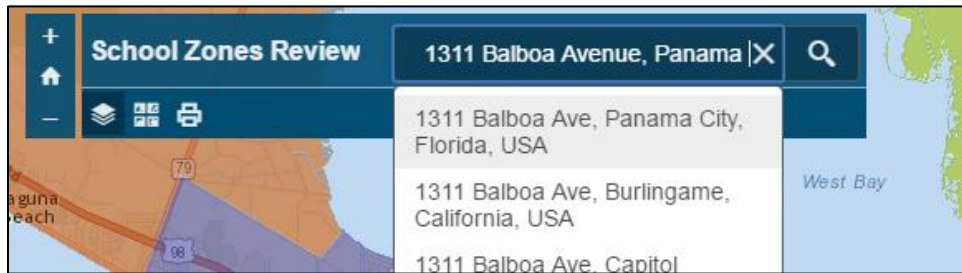 School Zones Review
1311 Balboa Avenue, Panama
1311 Balboa Ave, Panama City,
Florida, USA
1311 Balboa Ave, Burlingame,
California, USA
1311 Balboa Ave, Capitol
79
98
West Bay
aguna
each